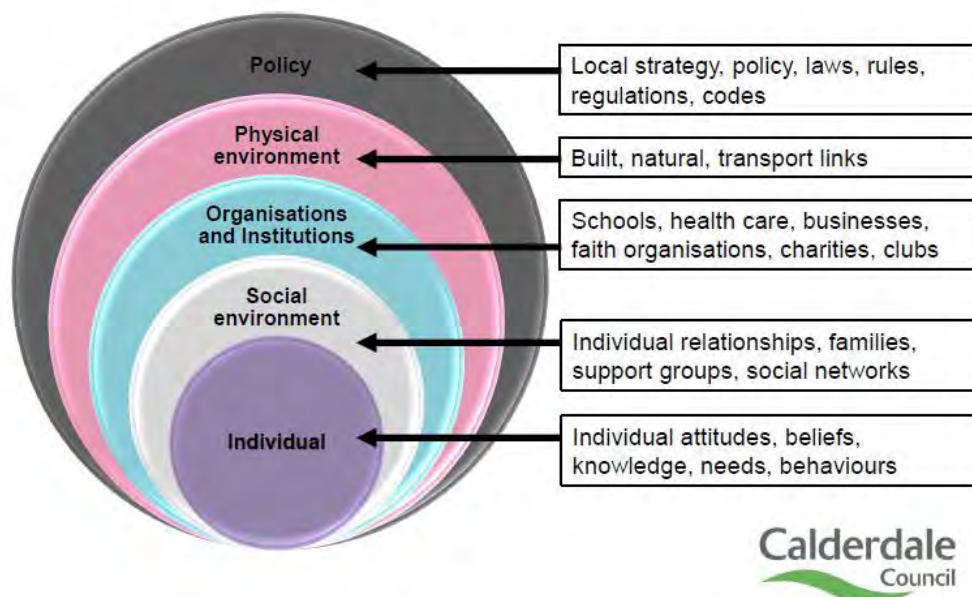 Policy
Local strategy, policy, laws, rules,
regulations, codes
Physical
environment
Built, natural, transport links
Organisations
and Institutions
Schools, health care, businesses,
faith organisations, charities, clubs
Social
environment
Individual relationships, families,
support groups, social networks
Individual
Individual attitudes, beliefs,
knowledge, needs, behaviours
Calderdale
Council